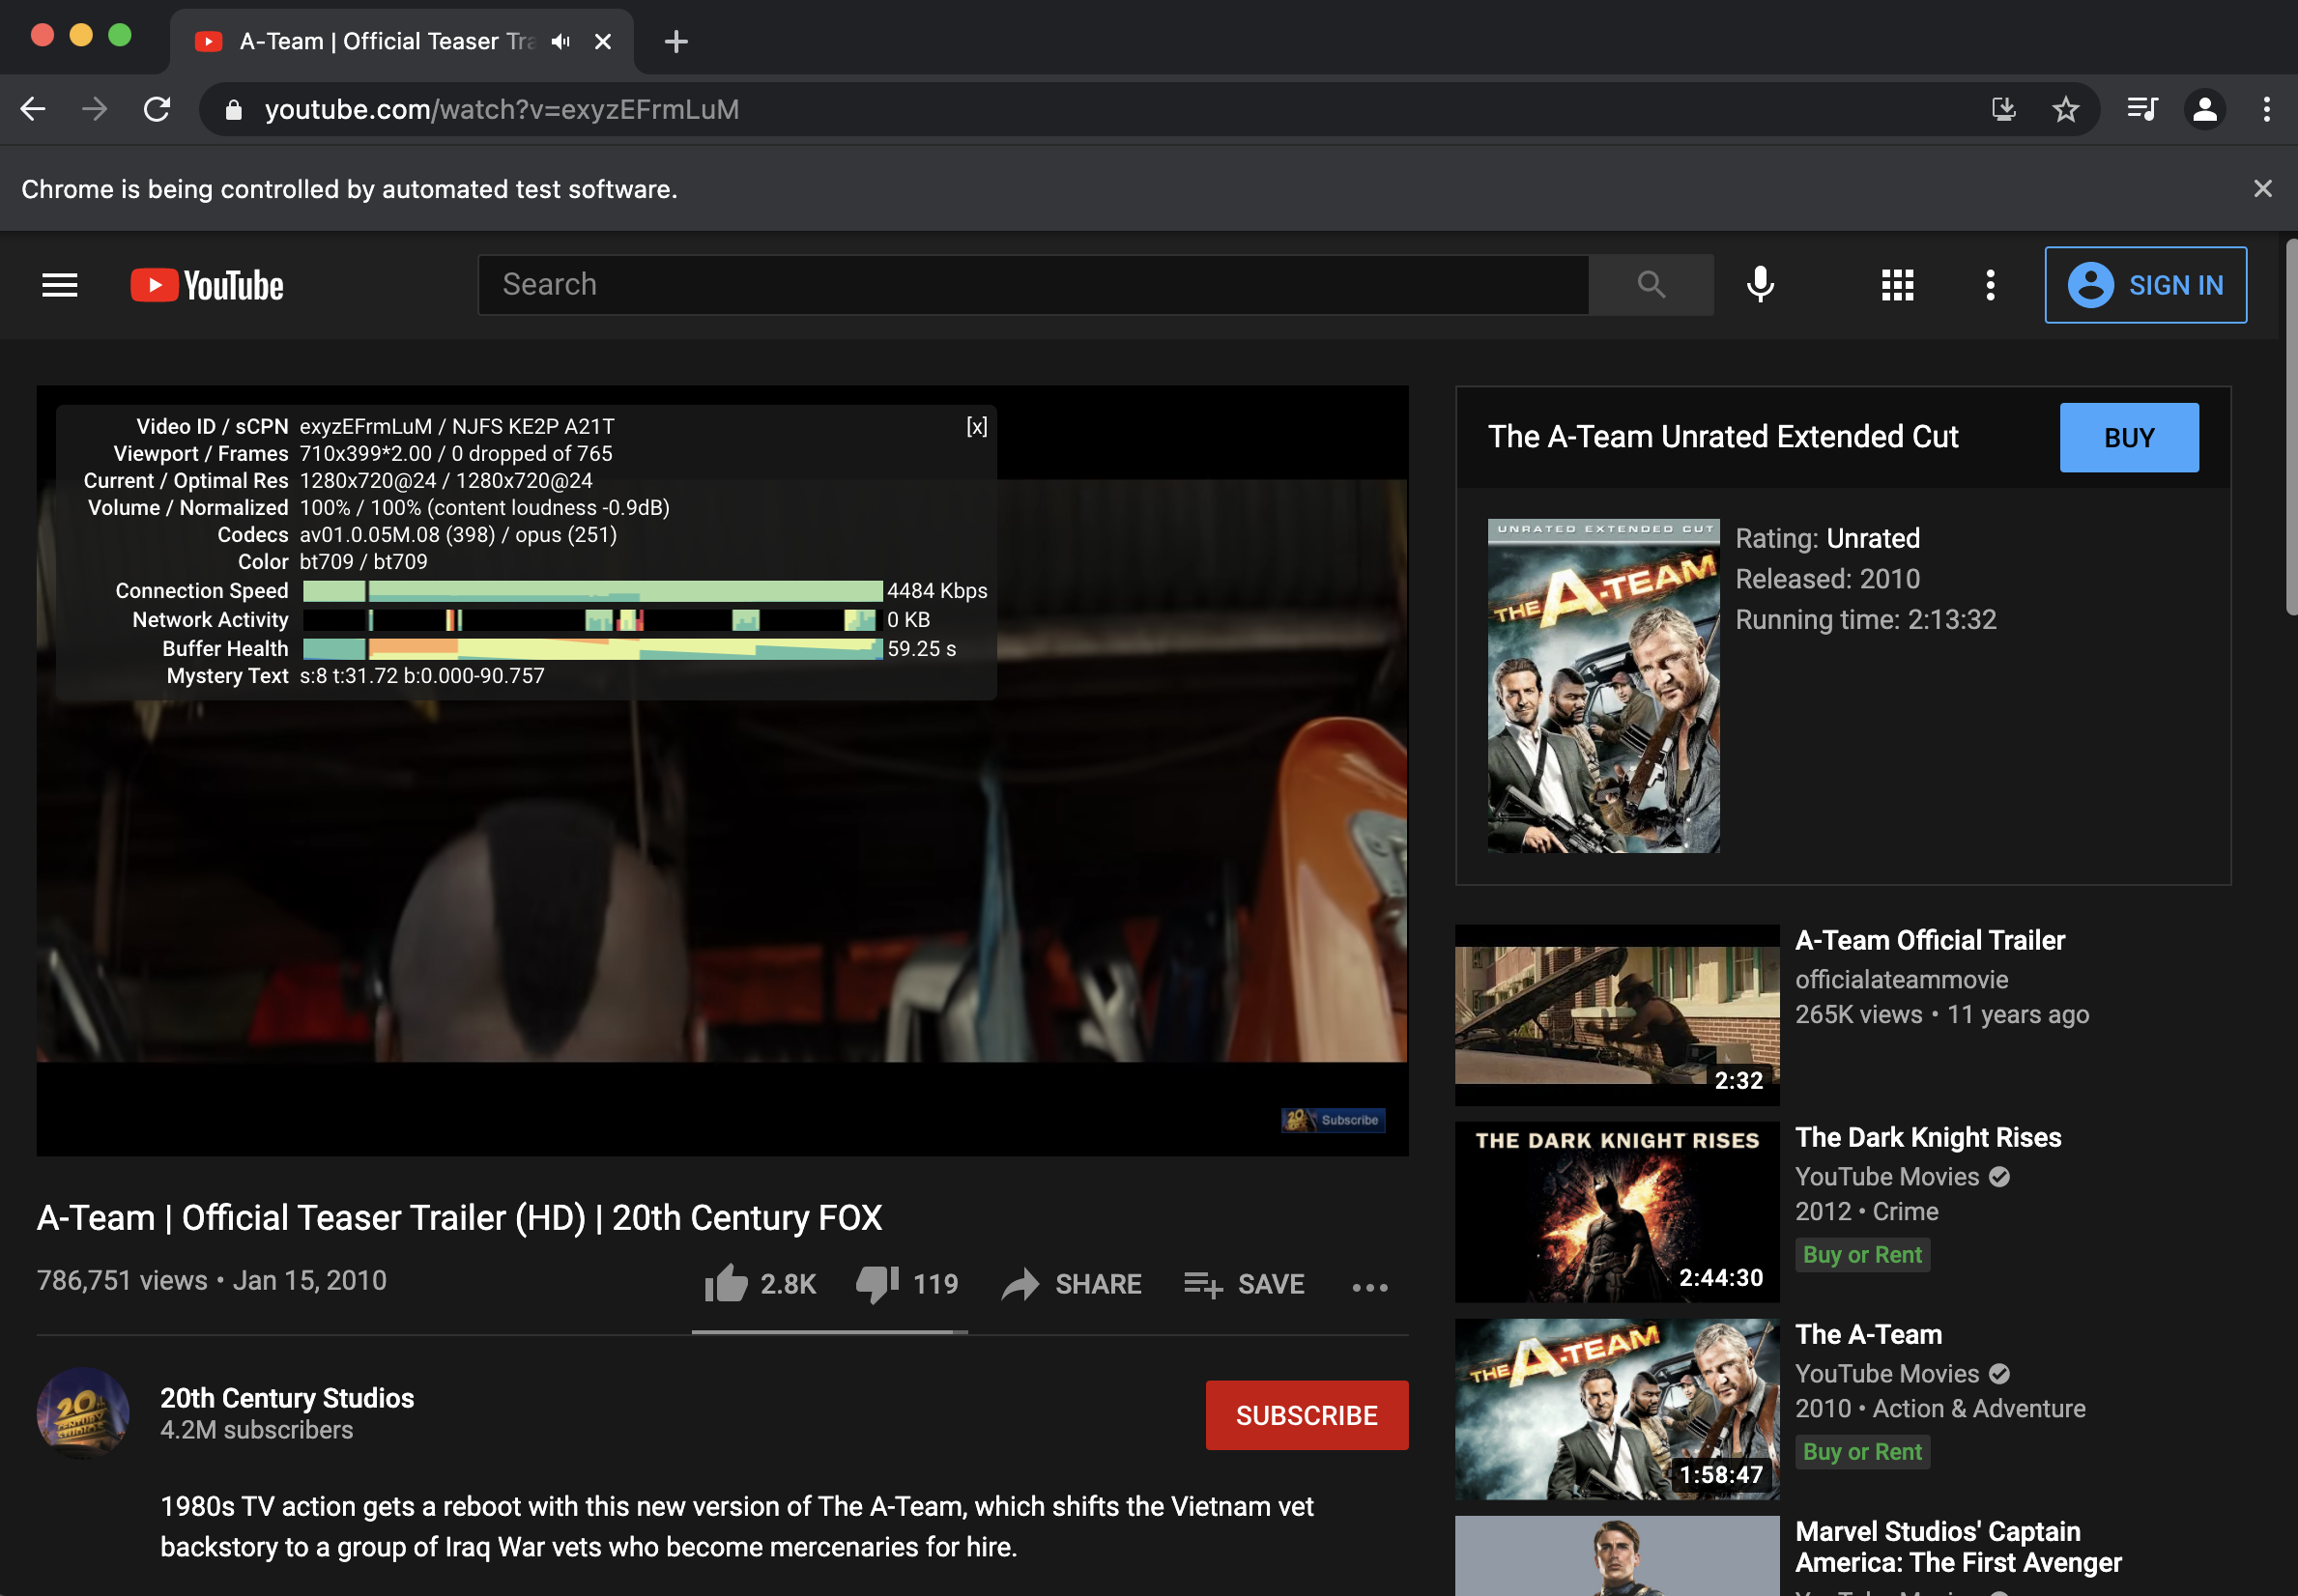 A-Team | Official Teaser Tra
youtube.com/watch?v=exyzEFrmLuM
Chrome is being controlled by automated test software.
YouTube
Search
SIGN IN
Video ID / sCPN exyzEFrmLuM / NJFS KE2P A21T [x]
Viewport / Frames 710x399*2.00 / 0 dropped of 765
Current / Optimal Res 1280x720@24 / 1280x720@24
Volume / Normalized 100% / 100% (content loudness -0.9dB)
Codecs av01.0.05M.08 (398) / opus (251)
Color bt709 / bt709
Connection Speed 4484 Kbps
Network Activity 0 KB
Buffer Health 59.25 s
Mystery Text s:8 t:31.72 b:0.000-90.757
20
Subscribe
A-Team | Official Teaser Trailer (HD) | 20th Century FOX
786,751 views • Jan 15, 2010
2.8K
119
SHARE
SAVE
20th
CENTURY
STUDIOS
20th Century Studios
4.2M subscribers
SUBSCRIBE
1980s TV action gets a reboot with this new version of The A-Team, which shifts the Vietnam vet
backstory to a group of Iraq War vets who become mercenaries for hire.
The A-Team Unrated Extended Cut
BUY
UNRATED EXTENDED CUT
THE A-TEAM
Rating: Unrated
Released: 2010
Running time: 2:13:32
2:32
A-Team Official Trailer
officialateammovie
265K views • 11 years ago
THE DARK KNIGHT RISES
2:44:30
The Dark Knight Rises
YouTube Movies
2012 • Crime
Buy or Rent
THE A-TEAM
1:58:47
The A-Team
YouTube Movies
2010 • Action & Adventure
Buy or Rent
Marvel Studios' Captain
America: The First Avenger